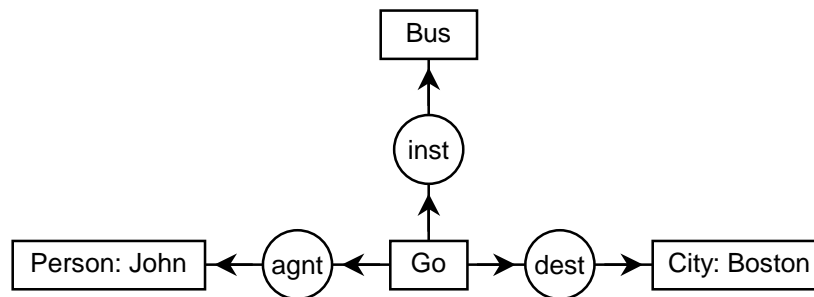 Bus
inst
Person: John
agnt
Go
dest
City: Boston